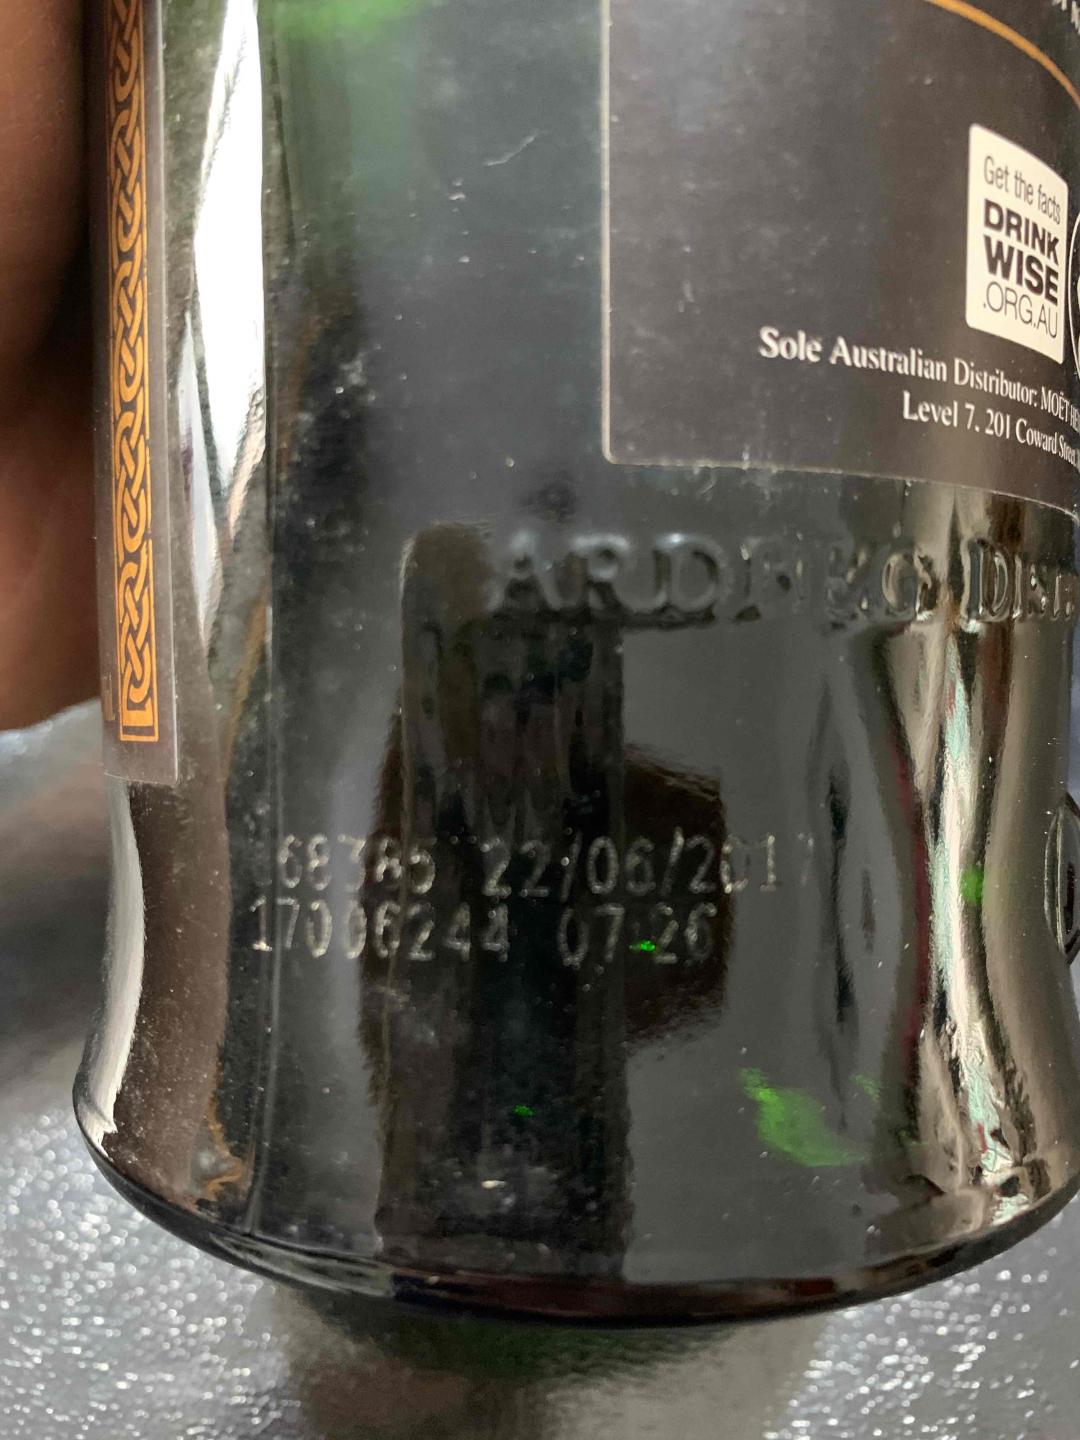 Get the facts
DRINK
WISE
.ORG.AU
Sole Australian Distributor: MOËT
Level 7, 201 Coward Street
ARDBEG
22/06/2017
17006244 07:26